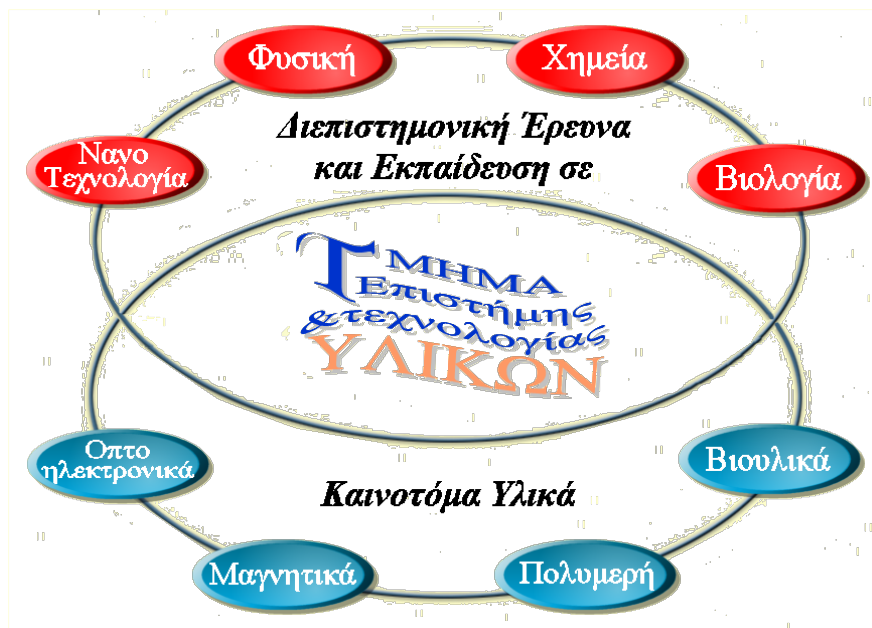 Φυσική
Χημεία
Διεπιστημονική Έρευνα
και Εκπαίδευση σε
Νανο
Τεχνολογία
Βιολογία
ΤΜΗΜΑ
Επιστήμης
&τεχνολογίας
ΥΛΙΚΩΝ
Οπτο
ηλεκτρονικά
Βιουλικά
Καινοτόμα Υλικά
Μαγνητικά
Πολυμερή